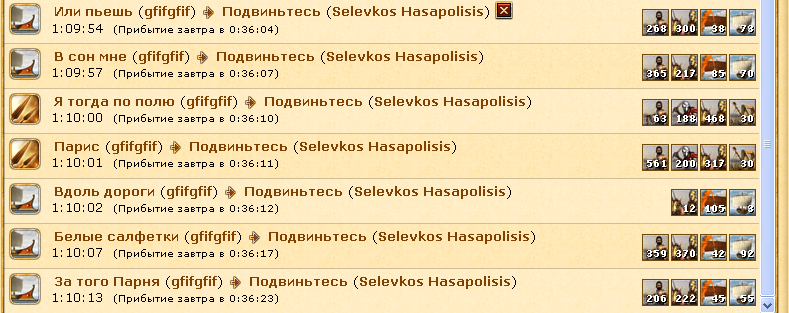 Или пьешь (gfifgfif) Подвиньтесь (Selevkos Hasapolisis)
1:09:54 (Прибытие завтра в 0:36:04) 268 300 38 73
В сон мне (gfifgfif) Подвиньтесь (Selevkos Hasapolisis)
1:09:57 (Прибытие завтра в 0:36:07) 365 217 85 70
Я тогда по полю (gfifgfif) Подвиньтесь (Selevkos Hasapolisis)
1:10:00 (Прибытие завтра в 0:36:10) 63 188 468 30
Парис (gfifgfif) Подвиньтесь (Selevkos Hasapolisis)
1:10:01 (Прибытие завтра в 0:36:11) 561 200 317 30
Вдоль дороги (gfifgfif) Подвиньтесь (Selevkos Hasapolisis)
1:10:02 (Прибытие завтра в 0:36:12) 12 105 3
Белые салфетки (gfifgfif) Подвиньтесь (Selevkos Hasapolisis)
1:10:07 (Прибытие завтра в 0:36:17) 359 370 42 92
За того Парня (gfifgfif) Подвиньтесь (Selevkos Hasapolisis)
1:10:13 (Прибытие завтра в 0:36:23) 206 222 45 55